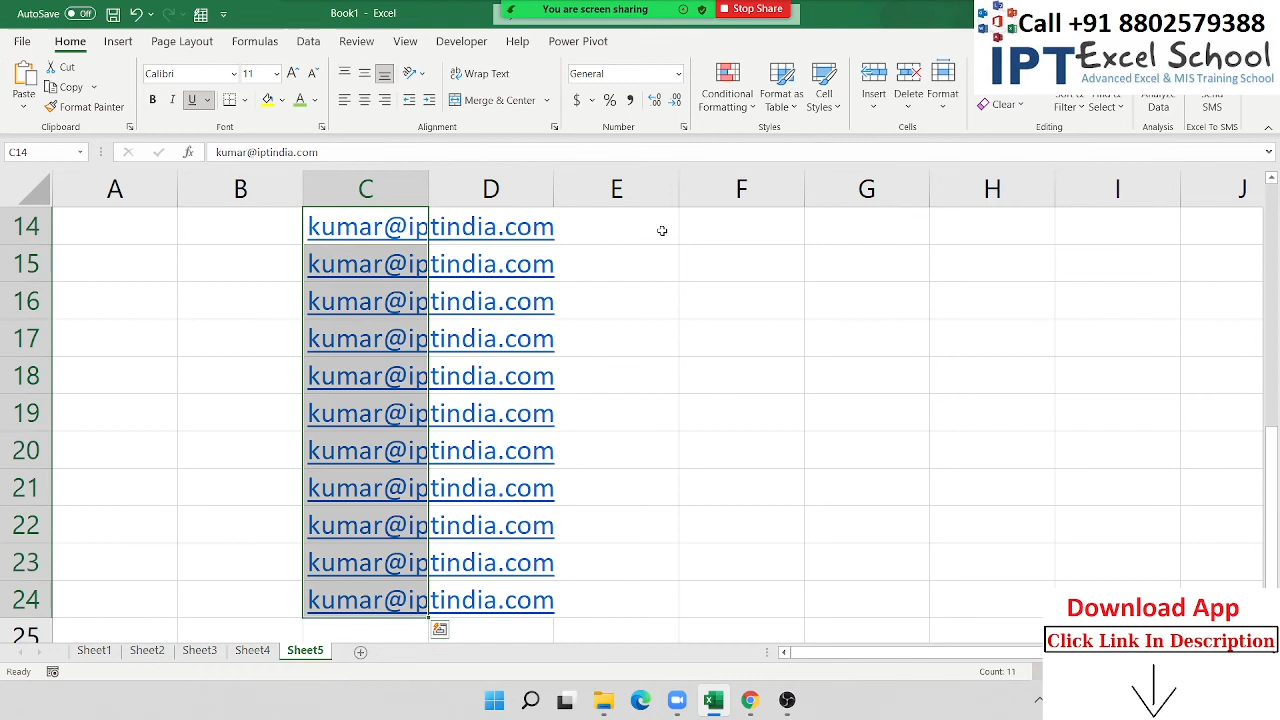 AutoSave Off
Book1 - Excel
You are screen sharing
Stop Share
Call +91 8802579388
IPT Excel School
Advanced Excel & MIS Training School
File Home Insert Page Layout Formulas Data Review View Developer Help Power Pivot
Paste
Cut
Copy
Format Painter
Calibri 11
B I U
Wrap Text
Merge & Center
General
$ % ,
Conditional Formatting
Format as Table
Cell Styles
Insert Delete Format
Clear
Filter Select
Data
SMS
Clipboard Font Alignment Number Styles Cells Editing Analysis Excel To SMS
C14 fx kumar@iptindia.com
A B C D E F G H I J
14 kumar@iptindia.com
15 kumar@iptindia.com
16 kumar@iptindia.com
17 kumar@iptindia.com
18 kumar@iptindia.com
19 kumar@iptindia.com
20 kumar@iptindia.com
21 kumar@iptindia.com
22 kumar@iptindia.com
23 kumar@iptindia.com
24 kumar@iptindia.com
25
Download App
Click Link In Description
Sheet1 Sheet2 Sheet3 Sheet4 Sheet5
Ready
Count: 11